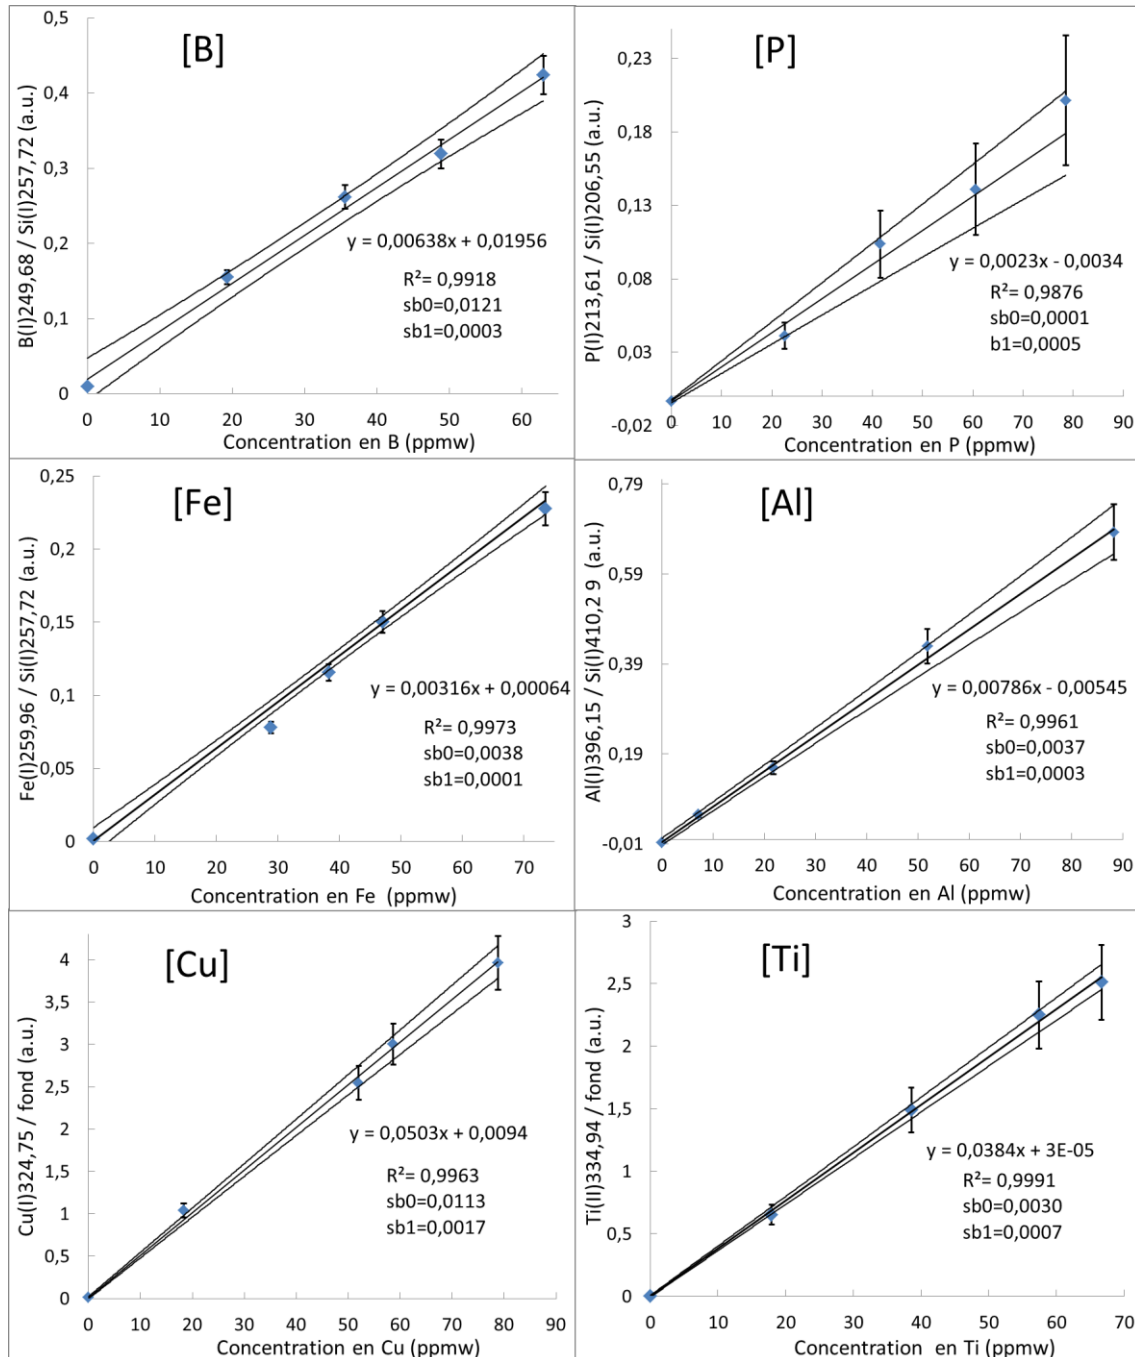 [B]
B(I)249,68 / Si(I)257,72 (a.u.)
0,5
0,4
0,3
0,2
0,1
0
y = 0,00638x + 0,01956
R²= 0,9918
sb0=0,0121
sb1=0,0003
0 10 20 30 40 50 60
Concentration en B (ppmw)
[P]
P(I)213,61 / Si(I)206,55 (a.u.)
0,23
0,18
0,13
0,08
0,03
-0,02
y = 0,0023x - 0,0034
R²= 0,9876
sb0=0,0001
b1=0,0005
0 10 20 30 40 50 60 70 80 90
Concentration en P (ppmw)
[Fe]
Fe(I)259,96 / Si(I)257,72 (a.u.)
0,25
0,2
0,15
0,1
0,05
0
y = 0,00316x + 0,00064
R²= 0,9973
sb0=0,0038
sb1=0,0001
0 10 20 30 40 50 60 70
Concentration en Fe (ppmw)
[Al]
Al(I)396,15 / Si(I)410,2 9 (a.u.)
0,79
0,59
0,39
0,19
-0,01
y = 0,00786x - 0,00545
R²= 0,9961
sb0=0,0037
sb1=0,0003
0 10 20 30 40 50 60 70 80 90
Concentration en Al (ppmw)
[Cu]
Cu(I)324,75 / fond (a.u.)
4
3,5
3
2,5
2
1,5
1
0,5
0
y = 0,0503x + 0,0094
R²= 0,9963
sb0=0,0113
sb1=0,0017
0 10 20 30 40 50 60 70 80
Concentration en Cu (ppmw)
[Ti]
Ti(II)334,94 / fond (a.u.)
3
2,5
2
1,5
1
0,5
0
y = 0,0384x + 3E-05
R²= 0,9991
sb0=0,0030
sb1=0,0007
0 10 20 30 40 50 60 70
Concentration en Ti (ppmw)